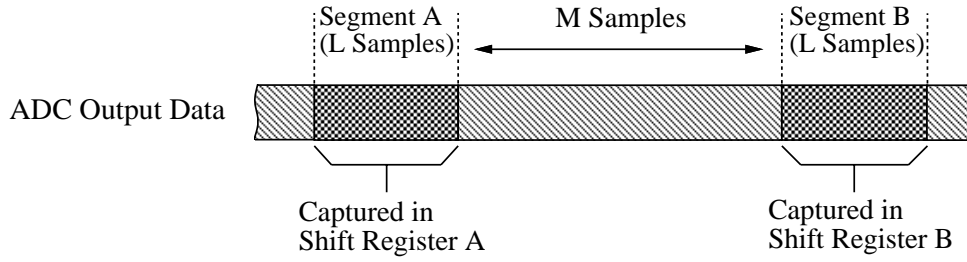 Segment A
(L Samples)
M Samples
Segment B
(L Samples)
ADC Output Data
Captured in
Shift Register A
Captured in
Shift Register B